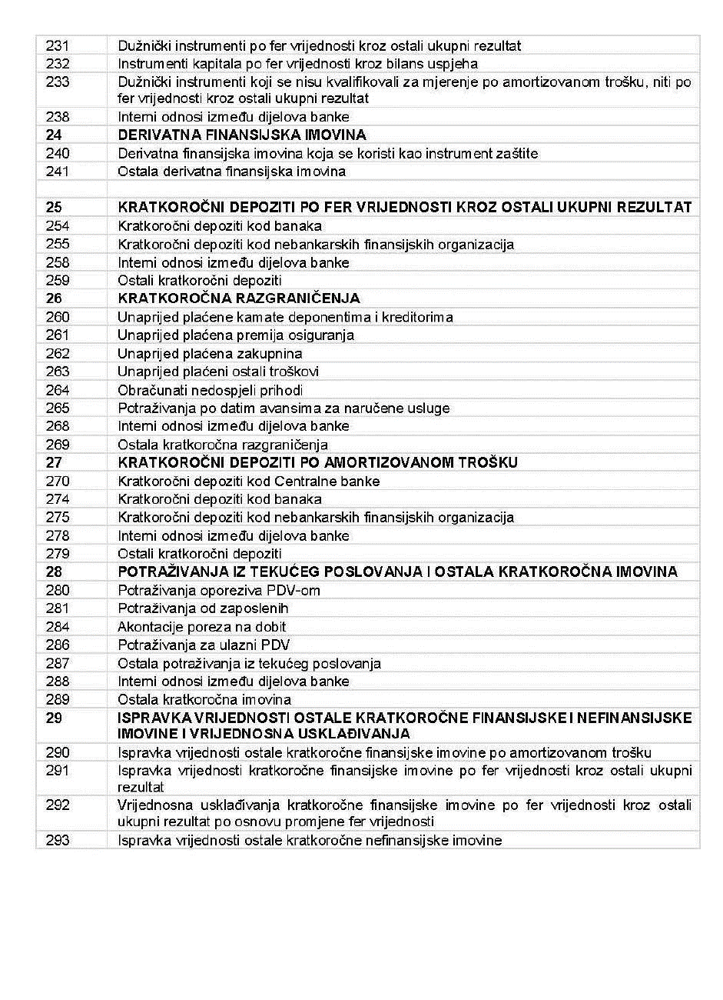 231 Dužnički instrumenti po fer vrijednosti kroz ostali ukupni rezultat
232 Instrumenti kapitala po fer vrijednosti kroz bilans uspjeha
233 Dužnički instrumenti koji se nisu kvalifikovali za mjerenje po amortizovanom trošku, niti po
fer vrijednosti kroz ostali ukupni rezultat
238 Interni odnosi između dijelova banke
24 DERIVATNA FINANSIJSKA IMOVINA
240 Derivatna finansijska imovina koja se koristi kao instrument zaštite
241 Ostala derivatna finansijska imovina
25 KRATKOROČNI DEPOZITI PO FER VRIJEDNOSTI KROZ OSTALI UKUPNI REZULTAT
254 Kratkoročni depoziti kod banaka
255 Kratkoročni depoziti kod nebankarskih finansijskih organizacija
258 Interni odnosi između dijelova banke
259 Ostali kratkoročni depoziti
26 KRATKOROČNA RAZGRANIČENJA
260 Unaprijed plaćene kamate deponentima i kreditorima
261 Unaprijed plaćena premija osiguranja
262 Unaprijed plaćena zakupnina
263 Unaprijed plaćeni ostali troškovi
264 Obračunati nedospjeli prihodi
265 Potraživanja po datim avansima za naručene usluge
268 Interni odnosi između dijelova banke
269 Ostala kratkoročna razgraničenja
27 KRATKOROČNI DEPOZITI PO AMORTIZOVANOM TROŠKU
270 Kratkoročni depoziti kod Centralne banke
274 Kratkoročni depoziti kod banaka
275 Kratkoročni depoziti kod nebankarskih finansijskih organizacija
278 Interni odnosi između dijelova banke
279 Ostali kratkoročni depoziti
28 POTRAŽIVANJA IZ TEKUĆEG POSLOVANJA I OSTALA KRATKOROČNA IMOVINA
280 Potraživanja oporeziva PDV-om
281 Potraživanja od zaposlenih
284 Akontacije poreza na dobit
286 Potraživanja za ulazni PDV
287 Ostala potraživanja iz tekućeg poslovanja
288 Interni odnosi između dijelova banke
289 Ostala kratkoročna imovina
29 ISPRAVKA VRIJEDNOSTI OSTALE KRATKOROČNE FINANSIJSKE I NEFINANSIJSKE
IMOVINE I VRIJEDNOSNA USKLAĐIVANJA
290 Ispravka vrijednosti ostale kratkoročne finansijske imovine po amortizovanom trošku
291 Ispravka vrijednosti kratkoročne finansijske imovine po fer vrijednosti kroz ostali ukupni
rezultat
292 Vrijednosna usklađivanja kratkoročne finansijske imovine po fer vrijednosti kroz ostali
ukupni rezultat po osnovu promjene fer vrijednosti
293 Ispravka vrijednosti ostale kratkoročne nefinansijske imovine